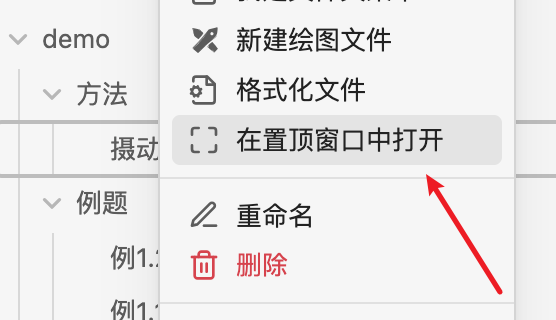 demo
方法
摄动
例题
例1.2
例1.
新建绘图文件
格式化文件
在置顶窗口中打开
重命名
删除